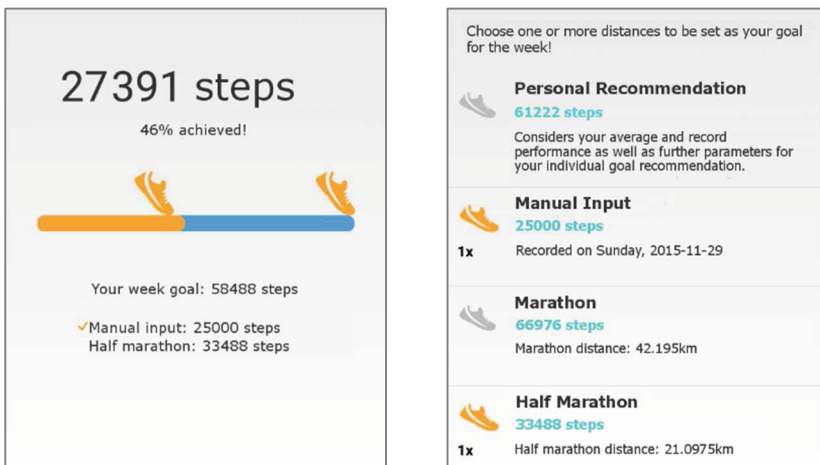 27391 steps
46% achieved!
Your week goal: 58488 steps
✓Manual input: 25000 steps
Half marathon: 33488 steps
Choose one or more distances to be set as your goal
for the week!
Personal Recommendation
61222 steps
Considers your average and record
performance as well as further parameters for
your individual goal recommendation.
Manual Input
25000 steps
1x
Recorded on Sunday, 2015-11-29
Marathon
66976 steps
Marathon distance: 42.195km
Half Marathon
33488 steps
1x
Half marathon distance: 21.0975km